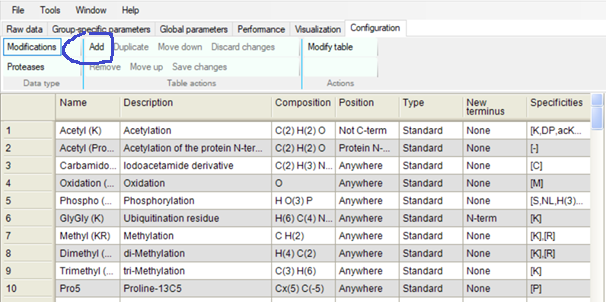 File Tools Window Help
Raw data Group-specific parameters Global parameters Performance Visualization Configuration
Modifications Add Duplicate Move down Discard changes Modify table
Proteases Remove Move up Save changes
Data type Table actions Actions
Name Description Composition Position Type New terminus Specificities
1 Acetyl (K) Acetylation C(2) H(2) O Not C-term Standard None [K,DP,acK...
2 Acetyl (Pro... Acetylation of the protein N-ter... C(2) H(2) O Protein N-... Standard None [-]
3 Carbamido... Iodoacetamide derivative C(2) H(3) N... Anywhere Standard None [C]
4 Oxidation (... Oxidation O Anywhere Standard None [M]
5 Phospho (... Phosphorylation H O(3) P Anywhere Standard None [S,NL,H(3)...
6 GlyGly (K) Ubiquitination residue H(6) C(4) N... Anywhere Standard N-term [K]
7 Methyl (KR) Methylation C H(2) Anywhere Standard None [K],[R]
8 Dimethyl (... di-Methylation H(4) C(2) Anywhere Standard None [K],[R]
9 Trimethyl (... tri-Methylation C(3) H(6) Anywhere Standard None [K]
10 Pro5 Proline-13C5 Cx(5) C(-5) Anywhere Standard None [P]